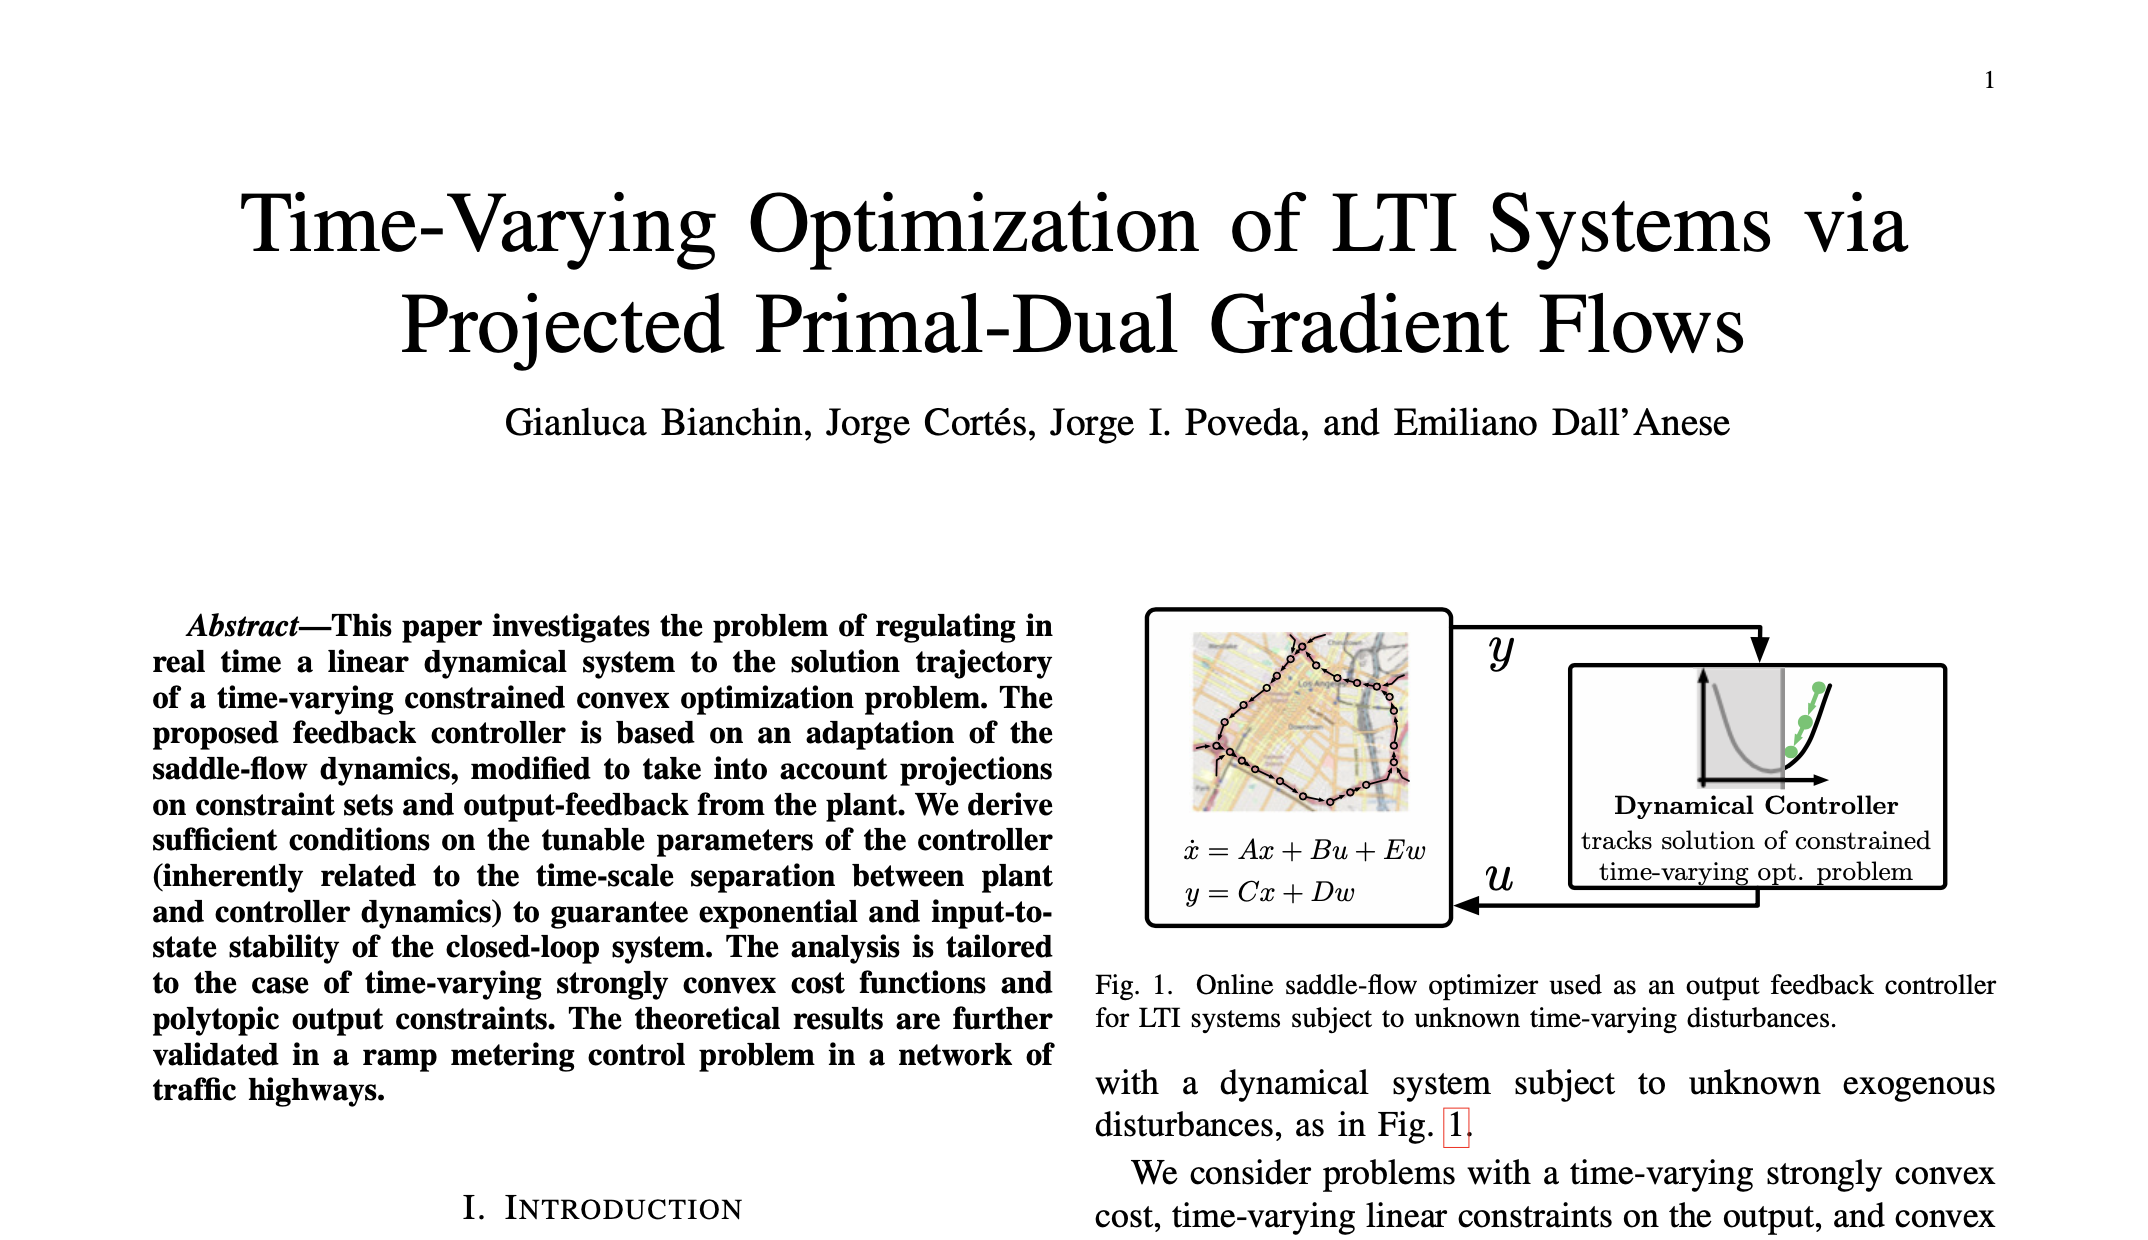 1
Time-Varying Optimization of LTI Systems via
Projected Primal-Dual Gradient Flows
Gianluca Bianchin, Jorge Cortés, Jorge I. Poveda, and Emiliano Dall'Anese
Abstract—This paper investigates the problem of regulating in
real time a linear dynamical system to the solution trajectory
of a time-varying constrained convex optimization problem. The
proposed feedback controller is based on an adaptation of the
saddle-flow dynamics, modified to take into account projections
on constraint sets and output-feedback from the plant. We derive
sufficient conditions on the tunable parameters of the controller
(inherently related to the time-scale separation between plant
and controller dynamics) to guarantee exponential and input-to-
state stability of the closed-loop system. The analysis is tailored
to the case of time-varying strongly convex cost functions and
polytopic output constraints. The theoretical results are further
validated in a ramp metering control problem in a network of
traffic highways.
I. INTRODUCTION
ẋ = Ax + Bu + Ew
y = Cx + Dw
y
u
Dynamical Controller
tracks solution of constrained
time-varying opt. problem
Fig. 1. Online saddle-flow optimizer used as an output feedback controller
for LTI systems subject to unknown time-varying disturbances.
with a dynamical system subject to unknown exogenous
disturbances, as in Fig. 1.
We consider problems with a time-varying strongly convex
cost, time-varying linear constraints on the output, and convex